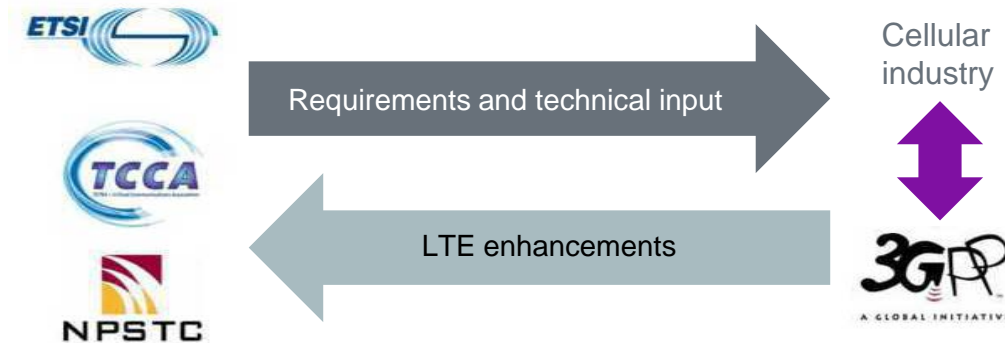 ETSI
Requirements and technical input
Cellular
industry
TCCA
LTE enhancements
NPSTC
3GPP
A GLOBAL INITIATIV